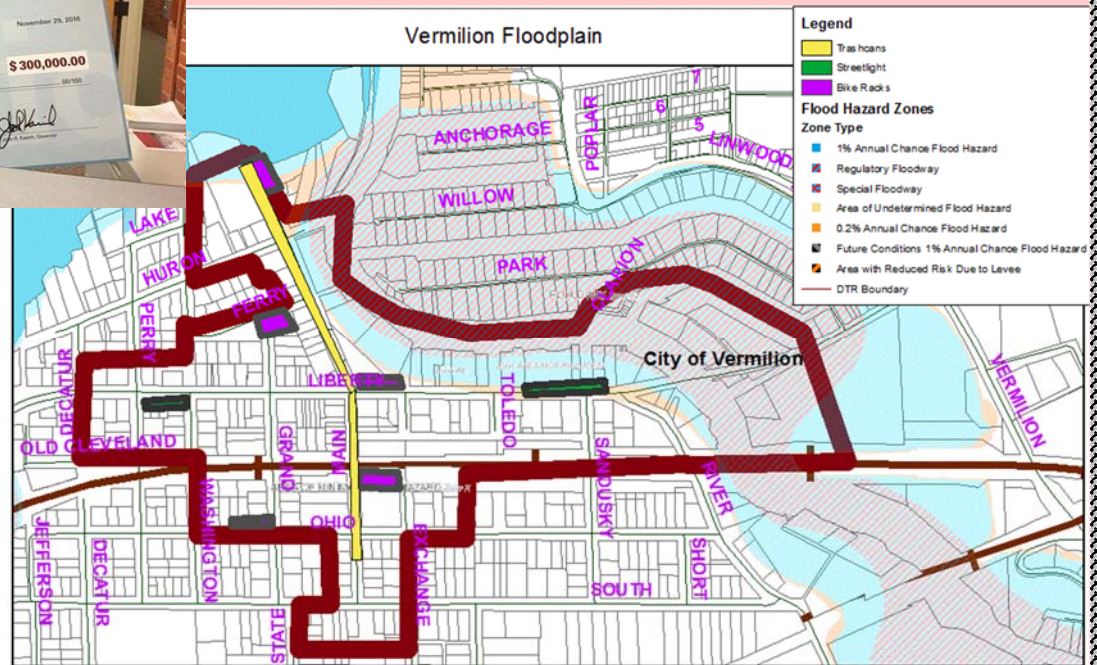 November 29, 2016
$ 300,000.00
00/100
Vermilion Floodplain
Legend
Trashcans
Streetlight
Bike Racks
Flood Hazard Zones
Zone Type
1% Annual Chance Flood Hazard
Regulatory Floodway
Special Floodway
Area of Undetermined Flood Hazard
0.2% Annual Chance Flood Hazard
Future Conditions 1% Annual Chance Flood Hazard
Area with Reduced Risk Due to Levee
DTR Boundary
7
6
5
ANCHORAGE
POPLAR
LINWOOD
WILLOW
LAKE
HURON
PARK
CLARION
FERRY
PERRY
City of Vermilion
DECATUR
LIBERTY
TOLEDO
VERMILION
OLD CLEVELAND
GRAND
MAIN
SANDUSKY
RIVER
WASHINGTON
OHIO
EXCHANGE
JEFFERSON
DECATUR
SHORT
SOUTH
STATE